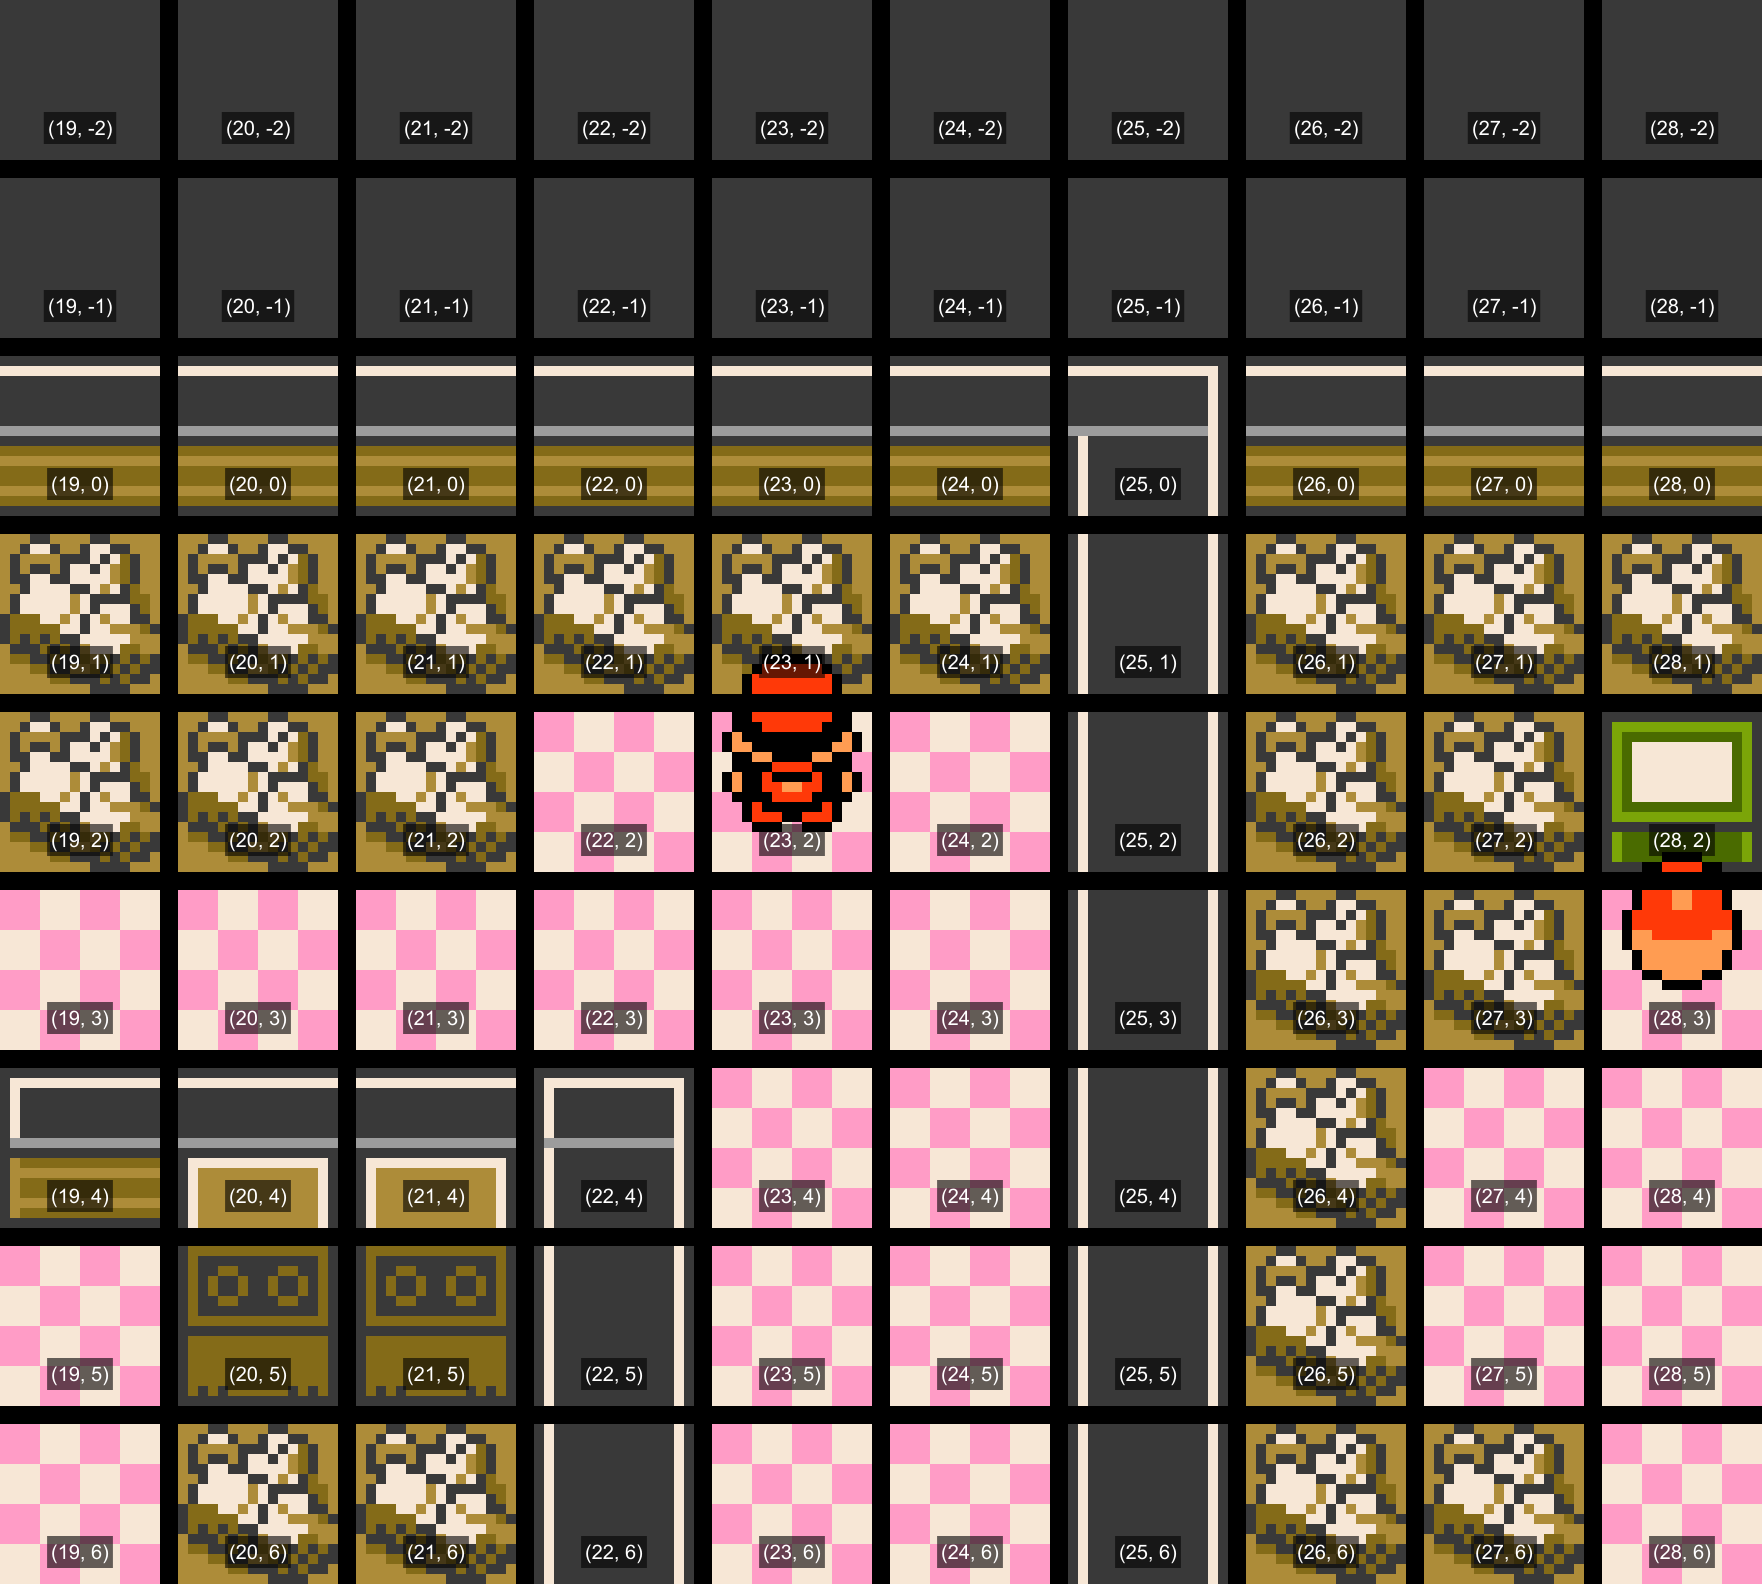 (19, -2) (20, -2) (21, -2) (22, -2) (23, -2) (24, -2) (25, -2) (26, -2) (27, -2) (28, -2)
(19, -1) (20, -1) (21, -1) (22, -1) (23, -1) (24, -1) (25, -1) (26, -1) (27, -1) (28, -1)
(19, 0) (20, 0) (21, 0) (22, 0) (23, 0) (24, 0) (25, 0) (26, 0) (27, 0) (28, 0)
(19, 1) (20, 1) (21, 1) (22, 1) (23, 1) (24, 1) (25, 1) (26, 1) (27, 1) (28, 1)
(19, 2) (20, 2) (21, 2) (22, 2) (23, 2) (24, 2) (25, 2) (26, 2) (27, 2) (28, 2)
(19, 3) (20, 3) (21, 3) (22, 3) (23, 3) (24, 3) (25, 3) (26, 3) (27, 3) (28, 3)
(19, 4) (20, 4) (21, 4) (22, 4) (23, 4) (24, 4) (25, 4) (26, 4) (27, 4) (28, 4)
(19, 5) (20, 5) (21, 5) (22, 5) (23, 5) (24, 5) (25, 5) (26, 5) (27, 5) (28, 5)
(19, 6) (20, 6) (21, 6) (22, 6) (23, 6) (24, 6) (25, 6) (26, 6) (27, 6) (28, 6)